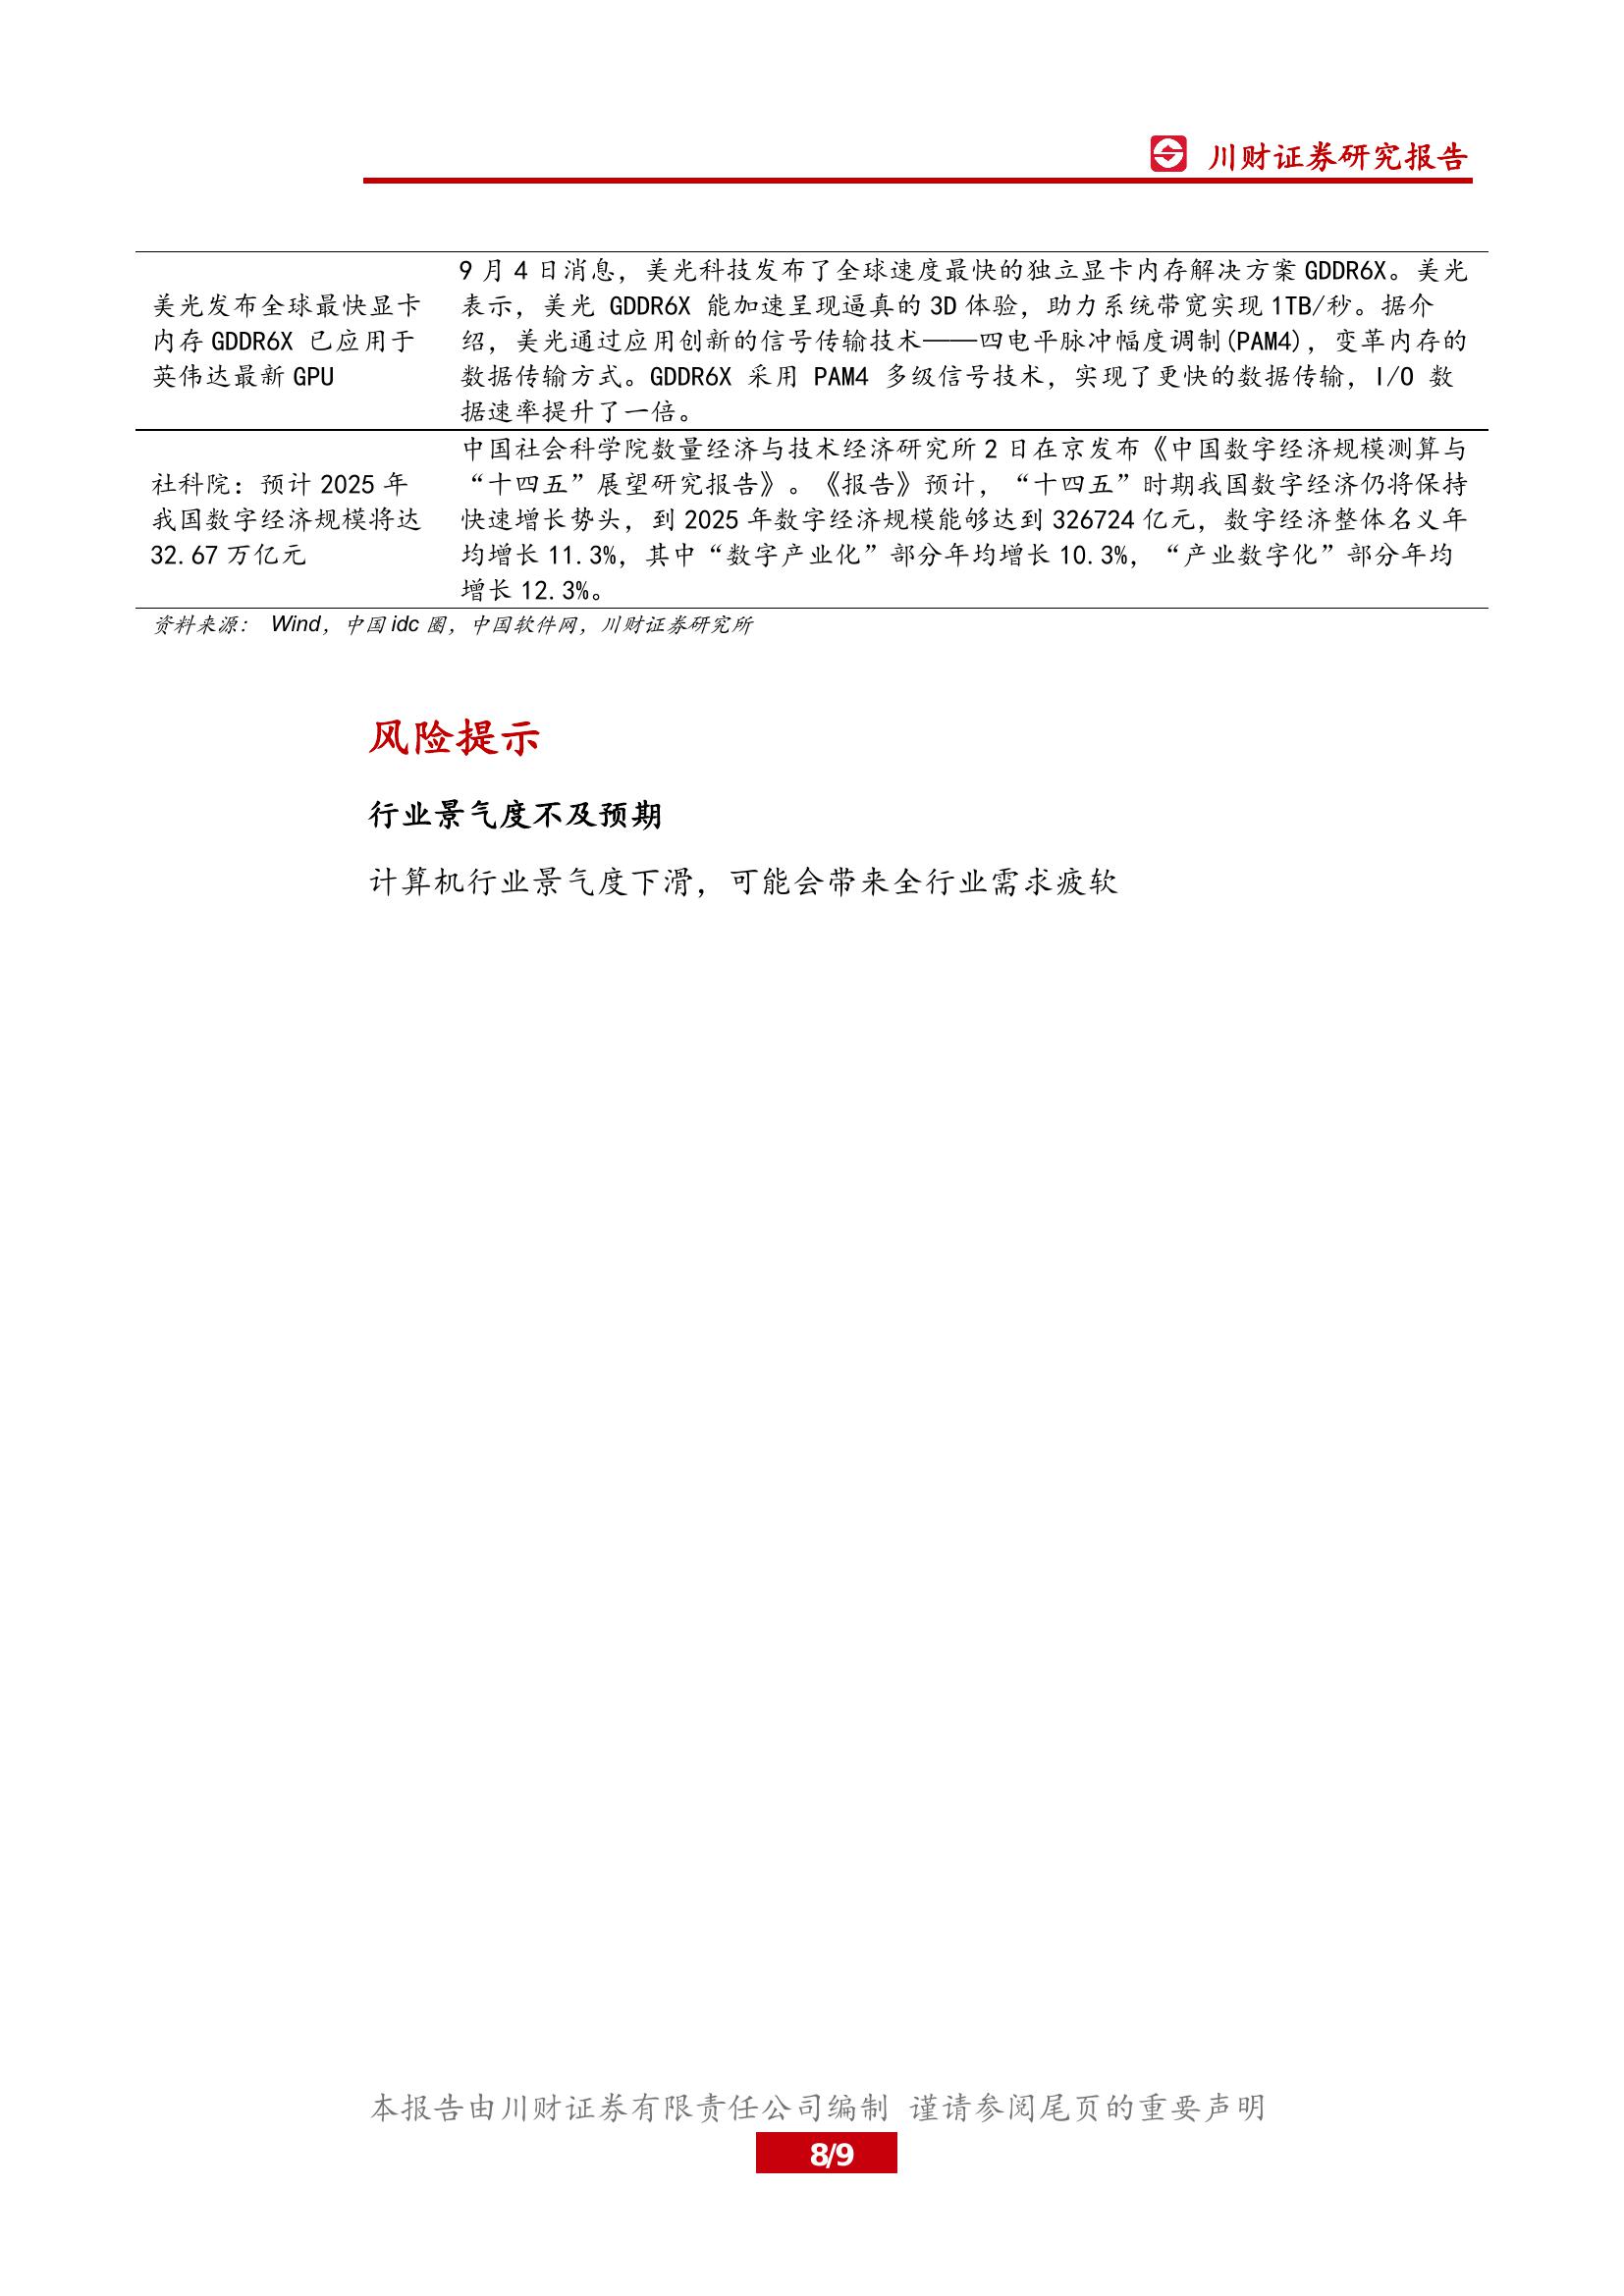 川财证券研究报告
美光发布全球最快显卡
内存 GDDR6X 已应用于
英伟达最新 GPU
9 月 4 日消息，美光科技发布了全球速度最快的独立显卡内存解决方案 GDDR6X。美光
表示，美光 GDDR6X 能加速呈现逼真的 3D 体验，助力系统带宽实现 1TB/秒。据介
绍，美光通过应用创新的信号传输技术——四电平脉冲幅度调制(PAM4)，变革内存的
数据传输方式。GDDR6X 采用 PAM4 多级信号技术，实现了更快的数据传输，I/O 数
据速率提升了一倍。
社科院：预计 2025 年
我国数字经济规模将达
32.67 万亿元
中国社会科学院数量经济与技术经济研究所 2 日在京发布《中国数字经济规模测算与
“十四五”展望研究报告》。《报告》预计，“十四五”时期我国数字经济仍将保持
快速增长势头，到 2025 年数字经济规模能够达到 326724 亿元，数字经济整体名义年
均增长 11.3%，其中“数字产业化”部分年均增长 10.3%，“产业数字化”部分年均
增长 12.3%。
资料来源： Wind，中国 idc 圈，中国软件网，川财证券研究所
风险提示
行业景气度不及预期
计算机行业景气度下滑，可能会带来全行业需求疲软
本报告由川财证券有限责任公司编制 谨请参阅尾页的重要声明
8/9